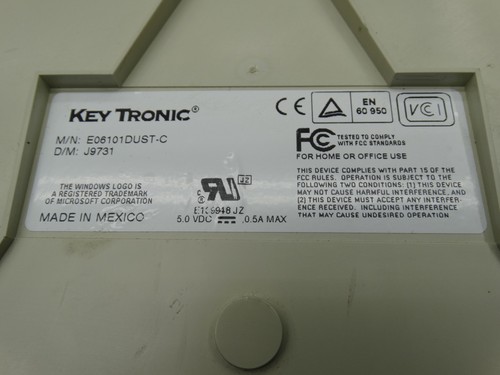 KEY TRONIC®
CE
EN
60 950
VCI
M/N: E06101DUST-C
D/M: J9731
FC
TESTED TO COMPLY
WITH FCC STANDARDS
FOR HOME OR OFFICE USE
THE WINDOWS LOGO IS
A REGISTERED TRADEMARK
OF MICROSOFT CORPORATION
MADE IN MEXICO
c UL ®
JZ
JZ
5.0 VDC 0.5A MAX
THIS DEVICE COMPLIES WITH PART 15 OF THE
FCC RULES. OPERATION IS SUBJECT TO THE
FOLLOWING TWO CONDITIONS: (1) THIS DEVICE
MAY NOT CAUSE HARMFUL INTERFERENCE, AND
(2) THIS DEVICE MUST ACCEPT ANY INTERFER-
ENCE RECEIVED, INCLUDING INTERFERENCE
THAT MAY CAUSE UNDESIRED OPERATION